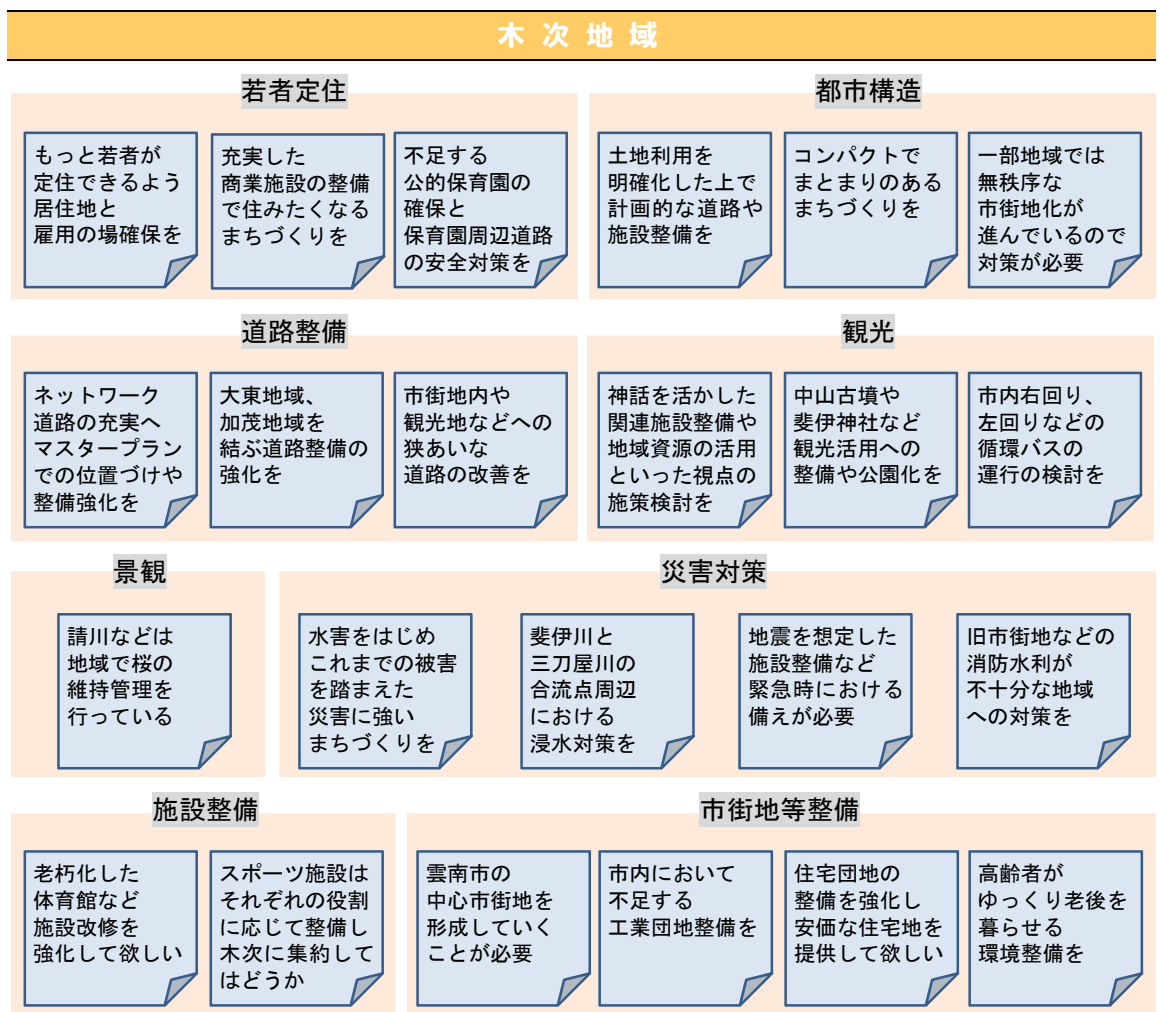 木次地域
若者定住
もっと若者が
定住できるよう
居住地と
雇用の場確保を
充実した
商業施設の整備
で住みたくなる
まちづくりを
不足する
公的保育園の
確保と
保育園周辺道路
の安全対策を
都市構造
土地利用を
明確化した上で
計画的な道路や
施設整備を
コンパクトで
まとまりのある
まちづくりを
一部地域では
無秩序な
市街地化が
進んでいるので
対策が必要
道路整備
ネットワーク
道路の充実へ
マスタープラン
での位置づけや
整備強化を
大東地域、
加茂地域を
結ぶ道路整備の
強化を
市街地内や
観光地などへの
狭あいな
道路の改善を
観光
神話を活かした
関連施設整備や
地域資源の活用
といった視点の
施策検討を
中山古墳や
斐伊神社など
観光活用への
整備や公園化を
市内右回り、
左回りなどの
循環バスの
運行の検討を
景観
請川などは
地域で桜の
維持管理を
行っている
災害対策
水害をはじめ
これまでの被害
を踏まえた
災害に強い
まちづくりを
斐伊川と
三刀屋川の
合流点周辺
における
浸水対策を
地震を想定した
施設整備など
緊急時における
備えが必要
旧市街地などの
消防水利が
不十分な地域
への対策を
施設整備
老朽化した
体育館など
施設改修を
強化して欲しい
スポーツ施設は
それぞれの役割
に応じて整備し
木次に集約して
はどうか
市街地等整備
雲南市の
中心市街地を
形成していく
ことが必要
市内において
不足する
工業団地整備を
住宅団地の
整備を強化し
安価な住宅地を
提供して欲しい
高齢者が
ゆっくり老後を
暮らせる
環境整備を